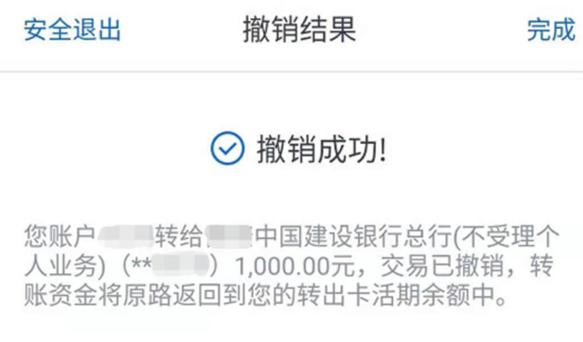 安全退出 撤销结果 完成
撤销成功!
您账户 转给 中国建设银行总行(不受理个
人业务)（** ）1,000.00元，交易已撤销，转
账资金将原路返回到您的转出卡活期余额中。